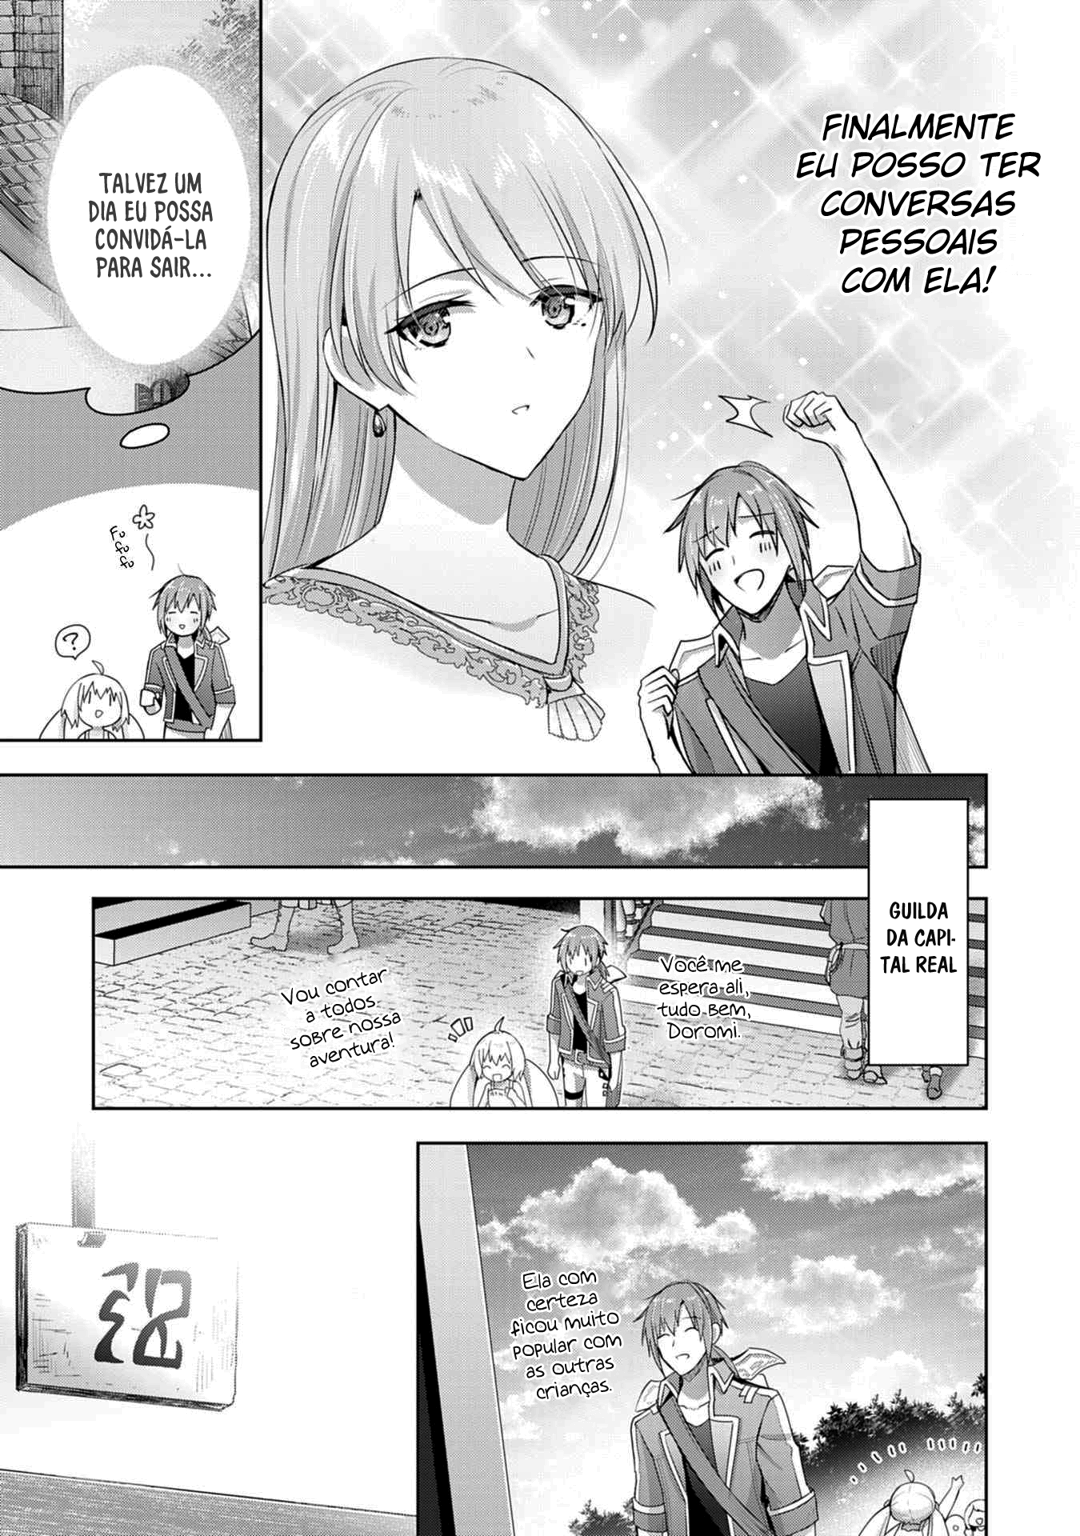 FINALMENTE
EU POSSO TER
CONVERSAS
PESSOAIS
COM ELA!
TALVEZ UM
DIA EU POSSA
CONVIDÁ-LA
PARA SAIR...
Fu
fu
fu
?
GUILDA
DA CAPI-
TAL REAL
Você me
espera ali,
tudo bem,
Doromi.
Vou contar
a todos
sobre nossa
aventura!
Ela com
certeza
ficou muito
popular com
as outras
crianças.